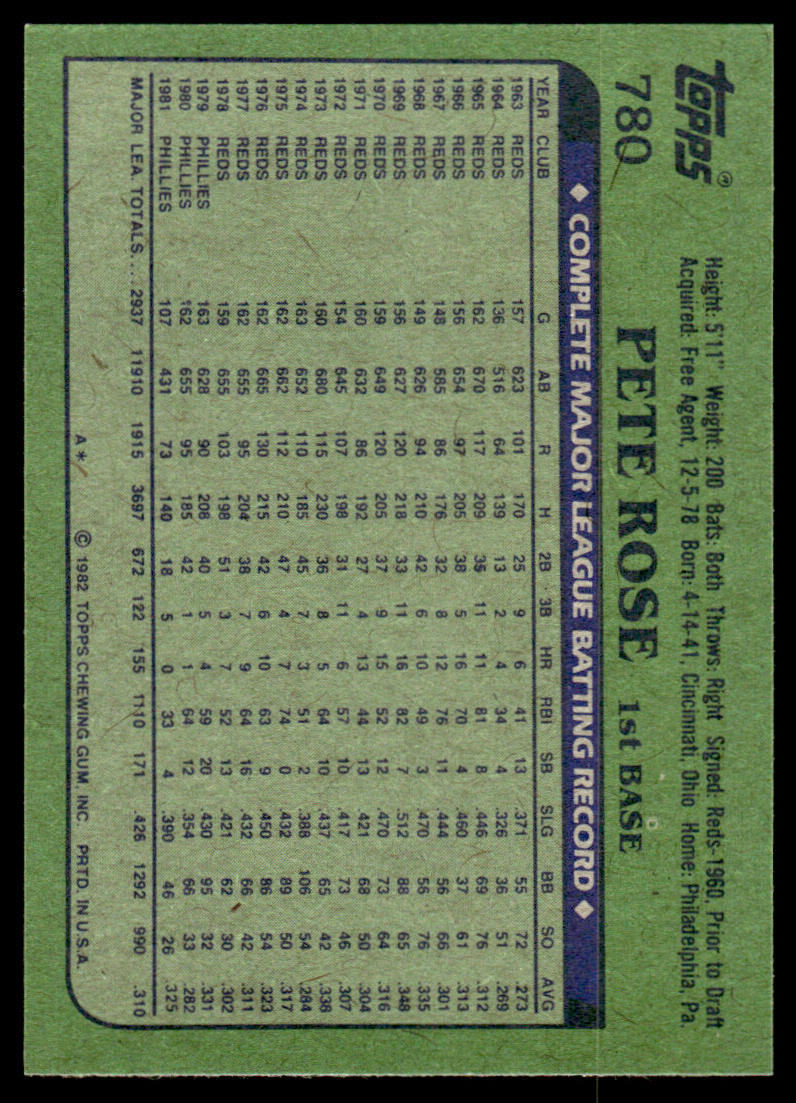 topps®
780
Height: 5'11" Weight: 200 Bats: Both Throws: Right Signed: Reds-1960, Prior to Draft
Acquired: Free Agent, 12-5-78 Born: 4-14-41, Cincinnati, Ohio Home: Philadelphia, Pa.
PETE ROSE 1st BASE
◆ COMPLETE MAJOR LEAGUE BATTING RECORD ◆
YEAR CLUB G AB R H 2B 3B HR RBI SB SLG BB SO AVG
1963 REDS 157 623 101 170 25 9 6 41 13 .371 55 72 .273
1964 REDS 136 516 64 139 13 2 4 34 4 .326 36 51 .269
1965 REDS 162 670 117 209 35 11 11 81 8 .446 69 76 .312
1966 REDS 156 654 97 205 38 5 16 70 4 .460 37 61 .313
1967 REDS 148 585 86 176 32 8 12 76 11 .444 56 66 .301
1968 REDS 149 626 94 210 42 6 10 49 3 .470 56 76 .335
1969 REDS 156 627 120 218 33 11 16 82 7 .512 88 65 .348
1970 REDS 159 649 120 205 37 9 15 52 12 .470 73 64 .316
1971 REDS 160 632 86 192 27 4 13 44 13 .421 68 50 .304
1972 REDS 154 645 107 198 31 11 6 57 10 .417 73 46 .307
1973 REDS 160 680 115 230 36 8 5 64 10 .437 65 42 .338
1974 REDS 163 652 110 185 45 7 3 51 2 .388 106 54 .284
1975 REDS 162 662 112 210 47 4 7 74 0 .432 89 50 .317
1976 REDS 162 665 130 215 42 6 10 63 9 .450 86 54 .323
1977 REDS 162 655 95 204 38 7 9 64 16 .432 66 42 .311
1978 REDS 159 655 103 198 51 3 7 52 13 .421 62 30 .302
1979 PHILLIES 163 628 90 208 40 5 4 59 20 .430 95 32 .331
1980 PHILLIES 162 655 95 185 42 1 1 64 12 .354 66 33 .282
1981 PHILLIES 107 431 73 140 18 5 0 33 4 .390 46 26 .325
MAJOR LEA. TOTALS... 2937 11910 1915 3697 672 122 155 1110 171 .426 1292 990 .310
A* © 1982 TOPPS CHEWING GUM, INC. PRTD. IN U.S.A.